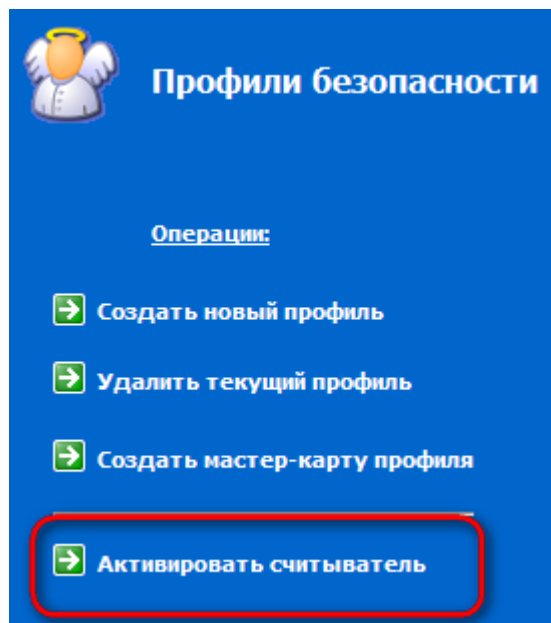 Профили безопасности
Операции:
Создать новый профиль
Удалить текущий профиль
Создать мастер-карту профиля
Активировать считыватель